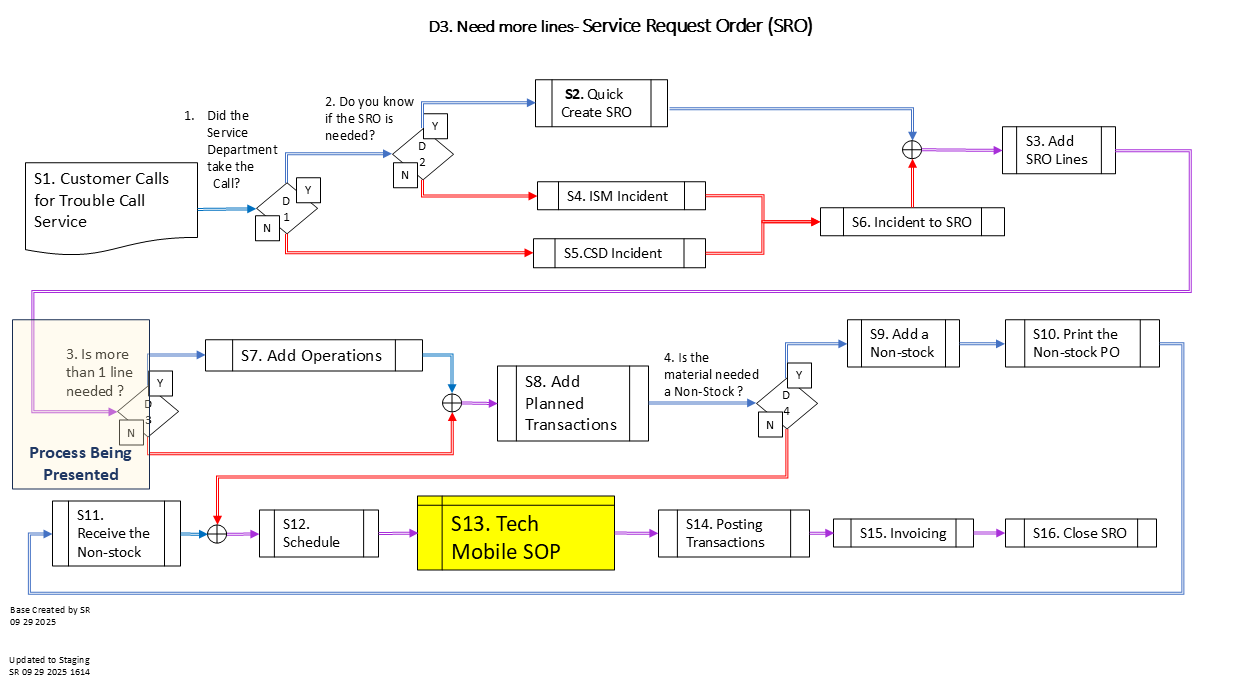 D3. Need more lines- Service Request Order (SRO)
1. Did the
Service
Department
take the
Call?
2. Do you know
if the SRO is
needed?
S2. Quick
Create SRO
Y
D
2
N
S3. Add
SRO Lines
S1. Customer Calls
for Trouble Call
Service
Y
D
1
N
S4. ISM Incident
S6. Incident to SRO
S5.CSD Incident
3. Is more
than 1 line
needed ?
Y
D
3
N
Process Being
Presented
S7. Add Operations
S8. Add
Planned
Transactions
4. Is the
material needed
a Non-Stock ?
Y
D
4
N
S9. Add a
Non-stock
S10. Print the
Non-stock PO
S11.
Receive the
Non-stock
S12.
Schedule
S13. Tech
Mobile SOP
S14. Posting
Transactions
S15. Invoicing
S16. Close SRO
Base Created by SR
09 29 2025
Updated to Staging
SR 09 29 2025 1614